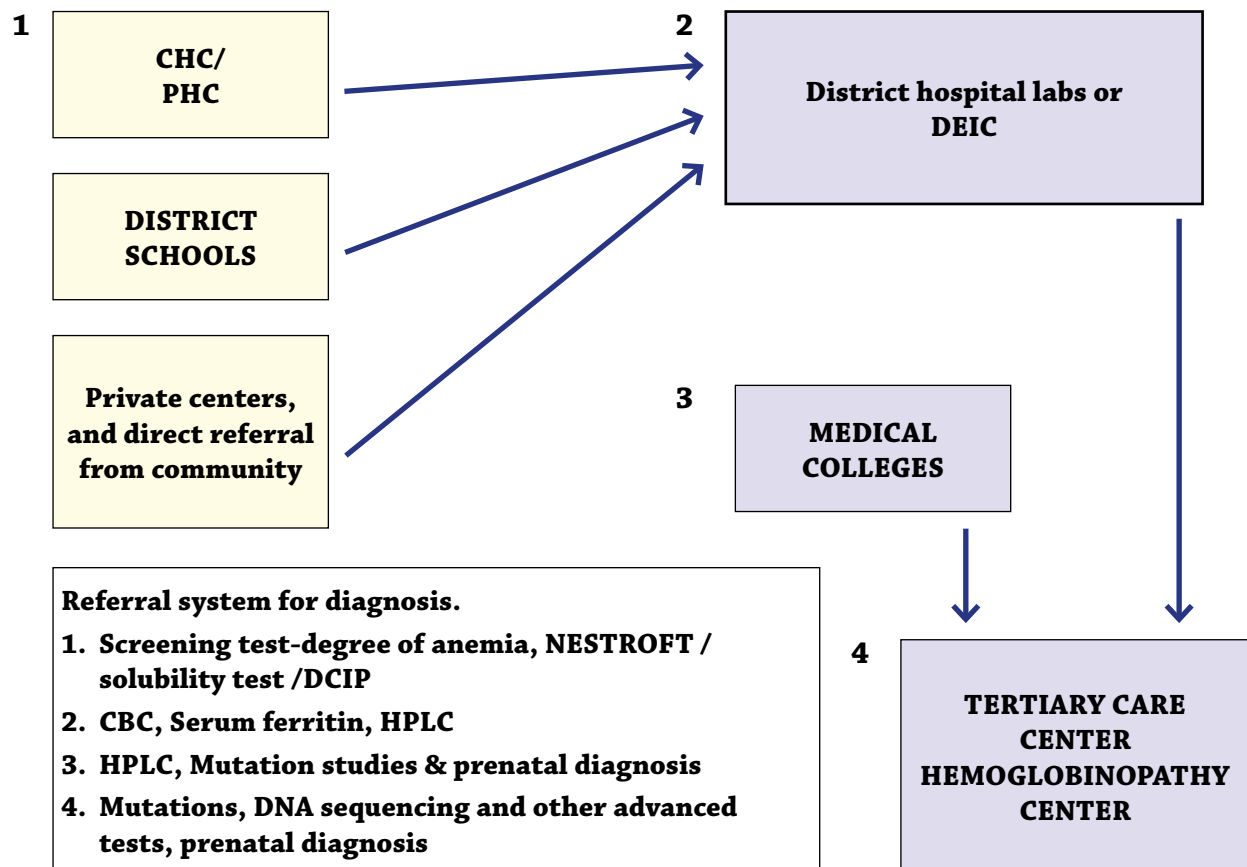 1
CHC/
PHC
DISTRICT
SCHOOLS
Private centers,
and direct referral
from community
2
District hospital labs or
DEIC
3
MEDICAL
COLLEGES
4
TERTIARY CARE
CENTER
HEMOGLOBINOPATHY
CENTER
Referral system for diagnosis.
1. Screening test-degree of anemia, NESTROFT /
solubility test /DCIP
2. CBC, Serum ferritin, HPLC
3. HPLC, Mutation studies & prenatal diagnosis
4. Mutations, DNA sequencing and other advanced
tests, prenatal diagnosis